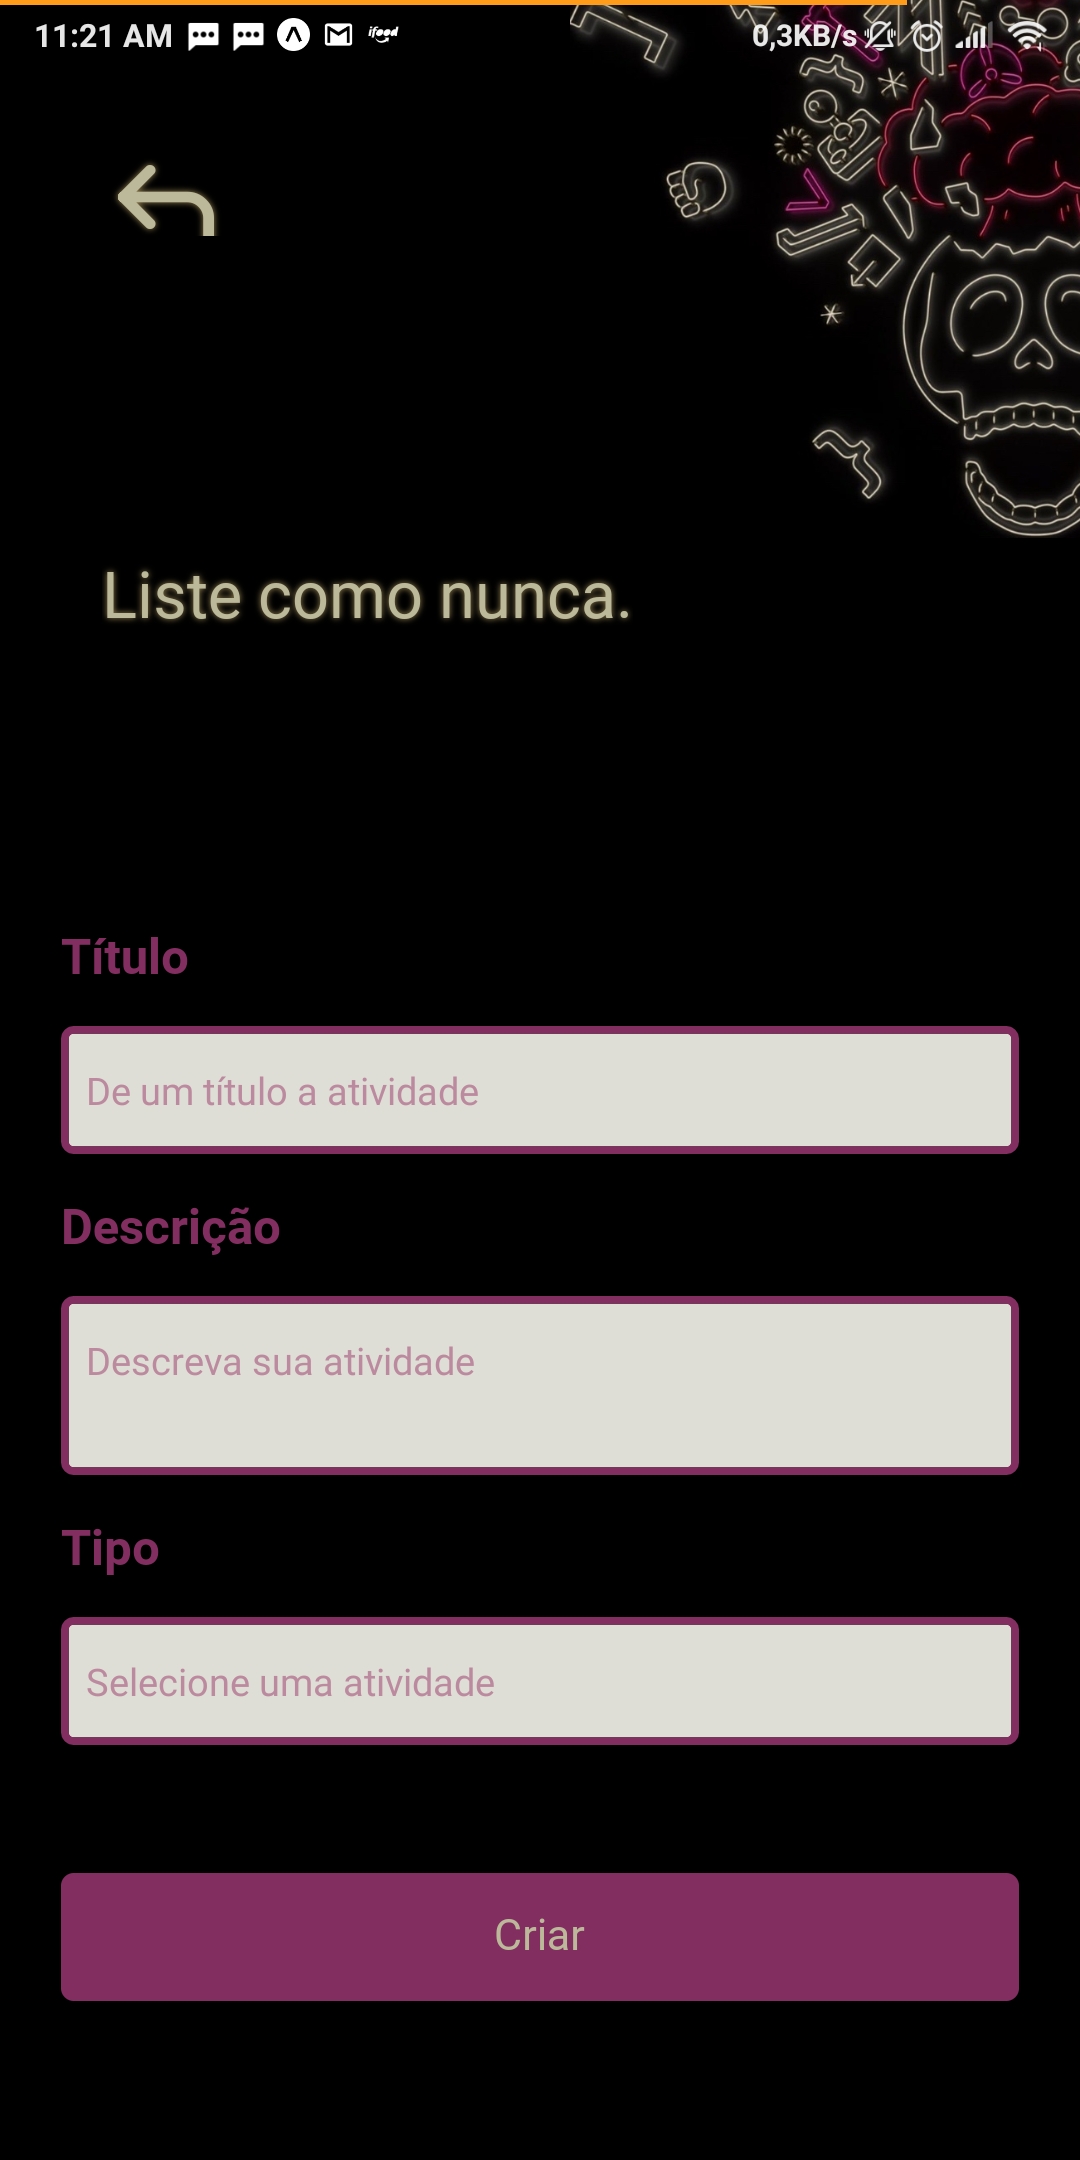 11:21 AM ifood 0,3KB/s
Liste como nunca.
Título
De um título a atividade
Descrição
Descreva sua atividade
Tipo
Selecione uma atividade
Criar